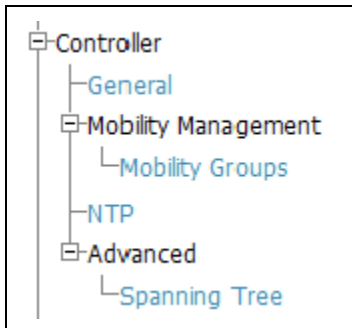 Controller
General
Mobility Management
Mobility Groups
NTP
Advanced
Spanning Tree